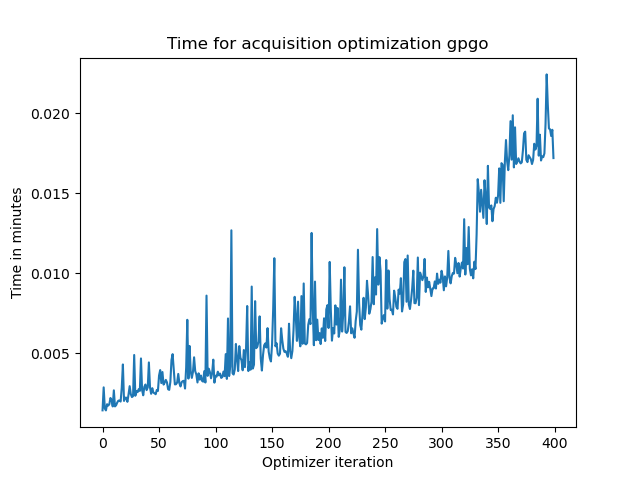 Time for acquisition optimization gpgo
Time in minutes
0.020
0.015
0.010
0.005
0 50 100 150 200 250 300 350 400
Optimizer iteration